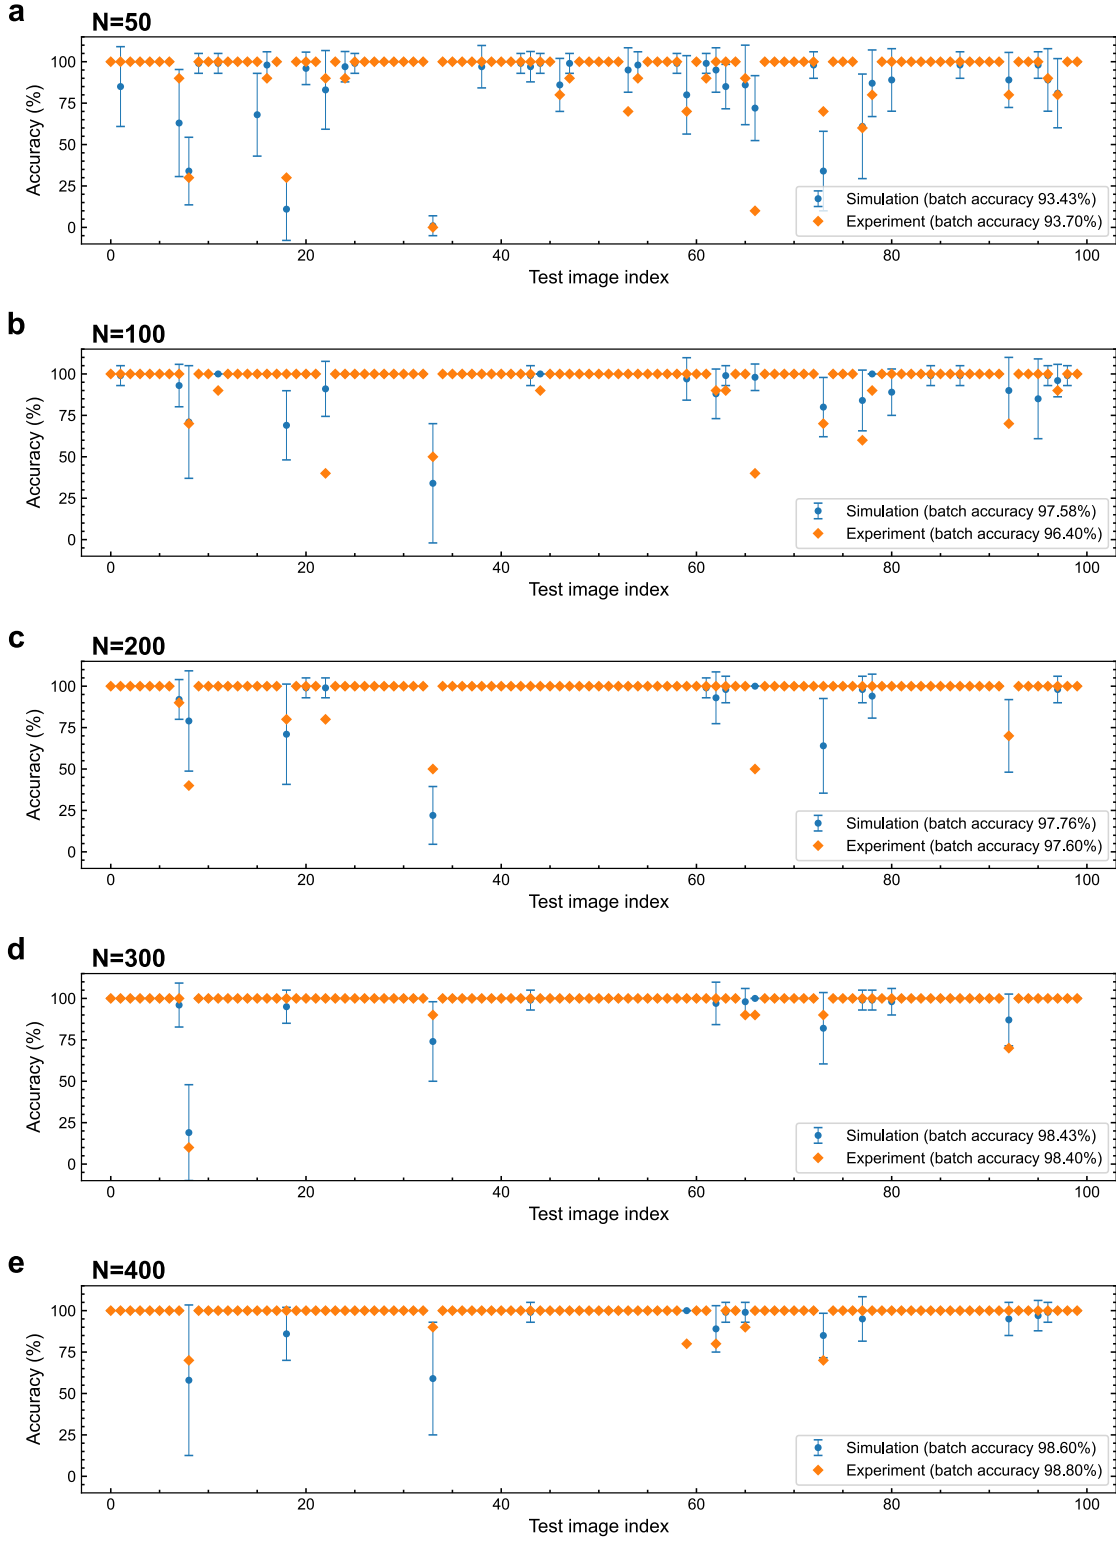 a
N=50
100
75
50
25
0
Accuracy (%)
Simulation (batch accuracy 93.43%)
Experiment (batch accuracy 93.70%)
0 20 40 60 80 100
Test image index
b
N=100
100
75
50
25
0
Accuracy (%)
Simulation (batch accuracy 97.58%)
Experiment (batch accuracy 96.40%)
0 20 40 60 80 100
Test image index
c
N=200
100
75
50
25
0
Accuracy (%)
Simulation (batch accuracy 97.76%)
Experiment (batch accuracy 97.60%)
0 20 40 60 80 100
Test image index
d
N=300
100
75
50
25
0
Accuracy (%)
Simulation (batch accuracy 98.43%)
Experiment (batch accuracy 98.40%)
0 20 40 60 80 100
Test image index
e
N=400
100
75
50
25
0
Accuracy (%)
Simulation (batch accuracy 98.60%)
Experiment (batch accuracy 98.80%)
0 20 40 60 80 100
Test image index